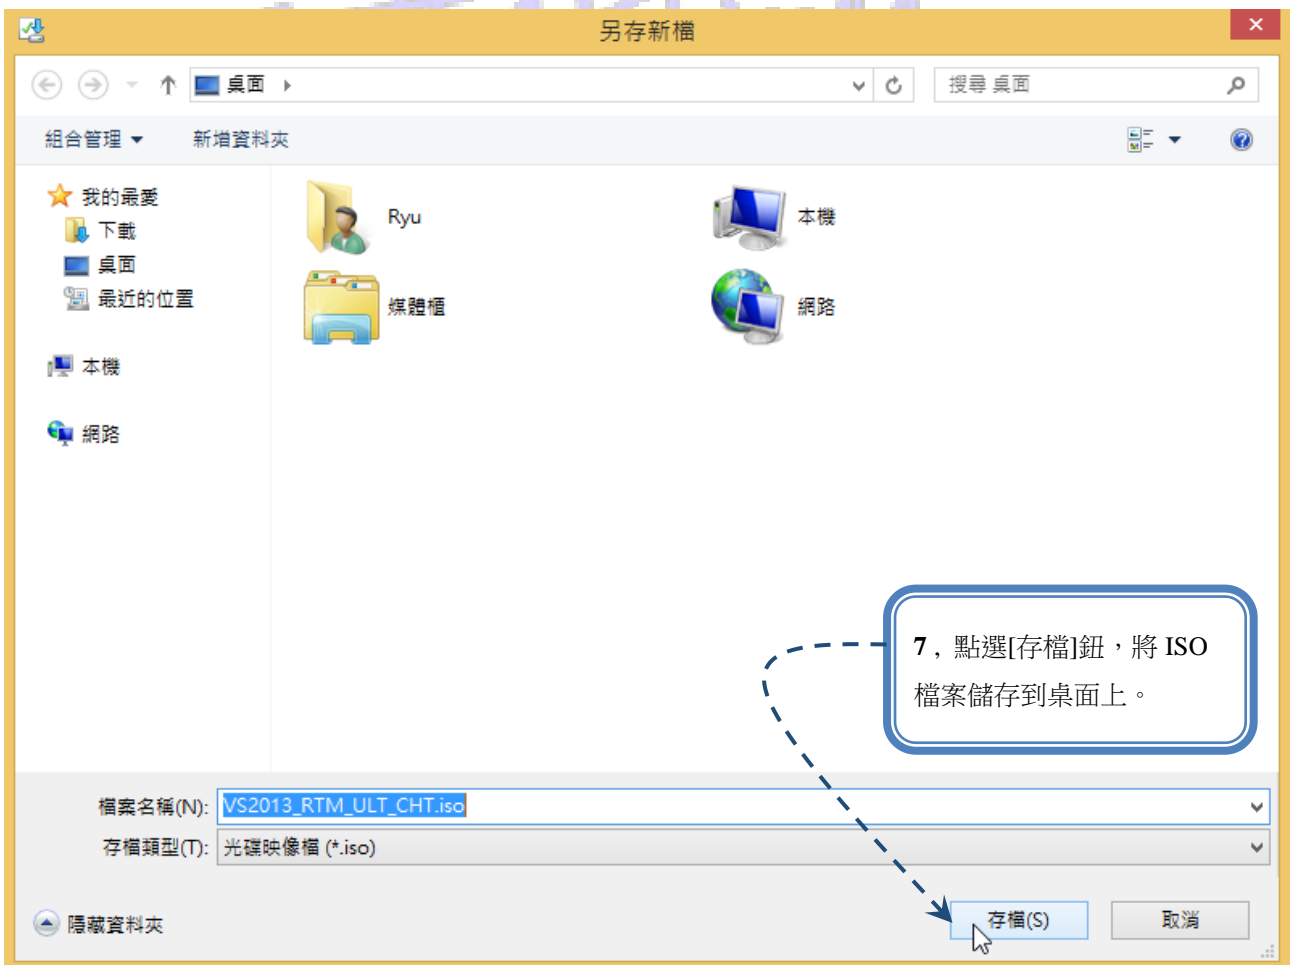 另存新檔
桌面
搜尋 桌面
組合管理
新增資料夾
我的最愛
下載
桌面
最近的位置
本機
網路
Ryu
本機
媒體櫃
網路
7 , 點選[存檔]鈕，將 ISO
檔案儲存到桌面上。
檔案名稱(N): VS2013_RTM_ULT_CHT.iso
存檔類型(T): 光碟映像檔 (*.iso)
隱藏資料夾
存檔(S)
取消